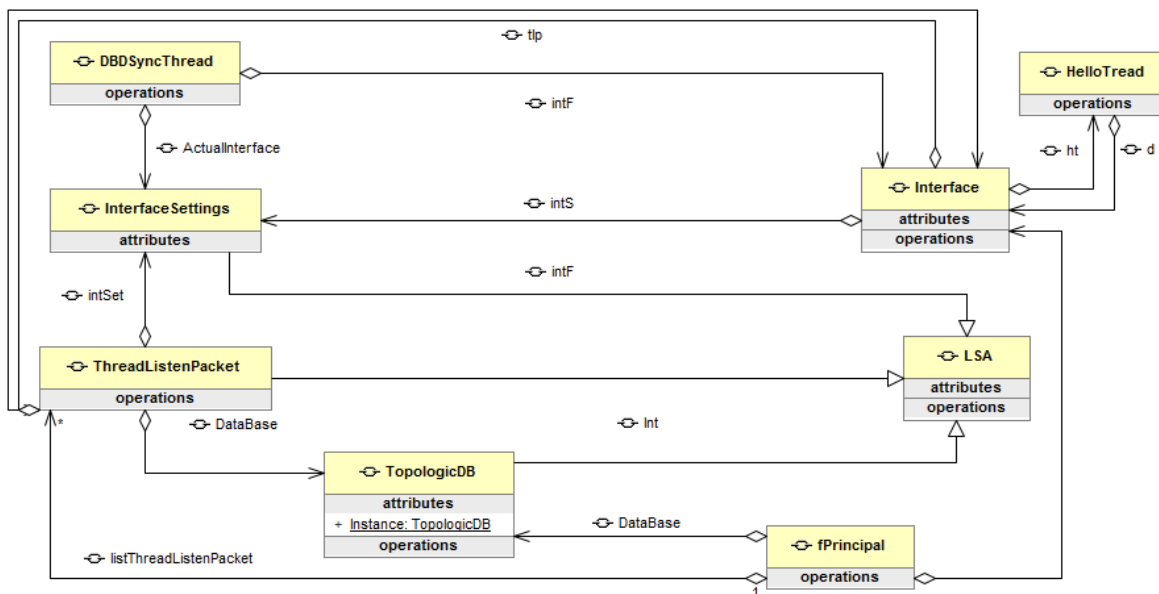 tlp
DBDSyncThread
operations
HelloTread
operations
intF
ActualInterface
ht
d
Interface
attributes
operations
InterfaceSettings
attributes
intS
intF
intSet
ThreadListenPacket
operations
LSA
attributes
operations
*
DataBase
Int
TopologicDB
attributes
+ Instance: TopologicDB
operations
DataBase
fPrincipal
operations
listThreadListenPacket
1